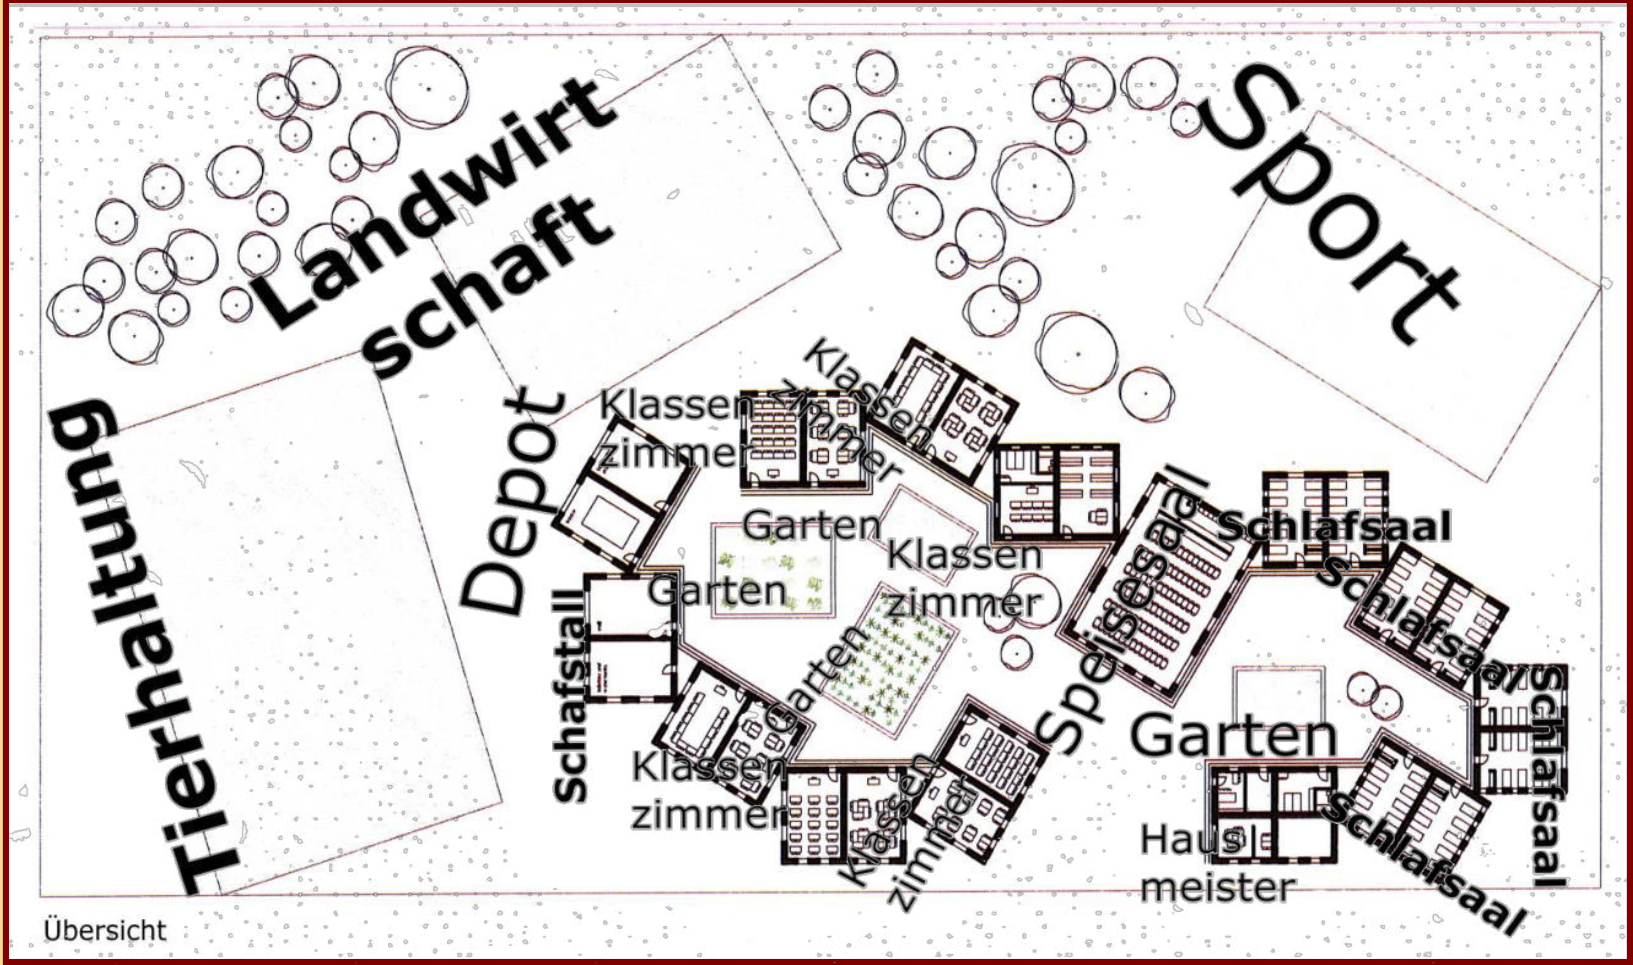 Landwirt
schaft
Sport
Tierhaltung
Depot
Klassen
zimmer
Klassen
zimmer
Garten
Klassen
zimmer
Garten
Garten
Schafstall
Speisesaal
Schlafsaal
Schlafsaal
Schlafsaal
Schlafsaal
Garten
Klassen
zimmer
Klassen
zimmer
Haus
meister
Übersicht